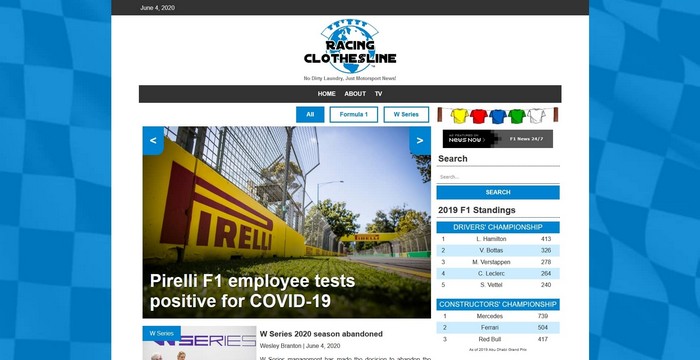 June 4, 2020
RACING
CLOTHESLINE
No Dirty Laundry, Just Motorsport News!
HOME ABOUT TV
All Formula 1 W Series
< >
PIRELLI
PIRELLI
Pirelli F1 employee tests
positive for COVID-19
W Series
W SERIES
W Series 2020 season abandoned
Wesley Branton | June 4, 2020
W Series management has made the decision to abandon the
AS FEATURED ON
NewsNow F1 News 24/7
Search
Search...
SEARCH
2019 F1 Standings
DRIVERS' CHAMPIONSHIP
1 L. Hamilton 413
2 V. Bottas 326
3 M. Verstappen 278
4 C. Leclerc 264
5 S. Vettel 240
CONSTRUCTORS' CHAMPIONSHIP
1 Mercedes 739
2 Ferrari 504
3 Red Bull 417
As of 2019 Abu Dhabi Grand Prix